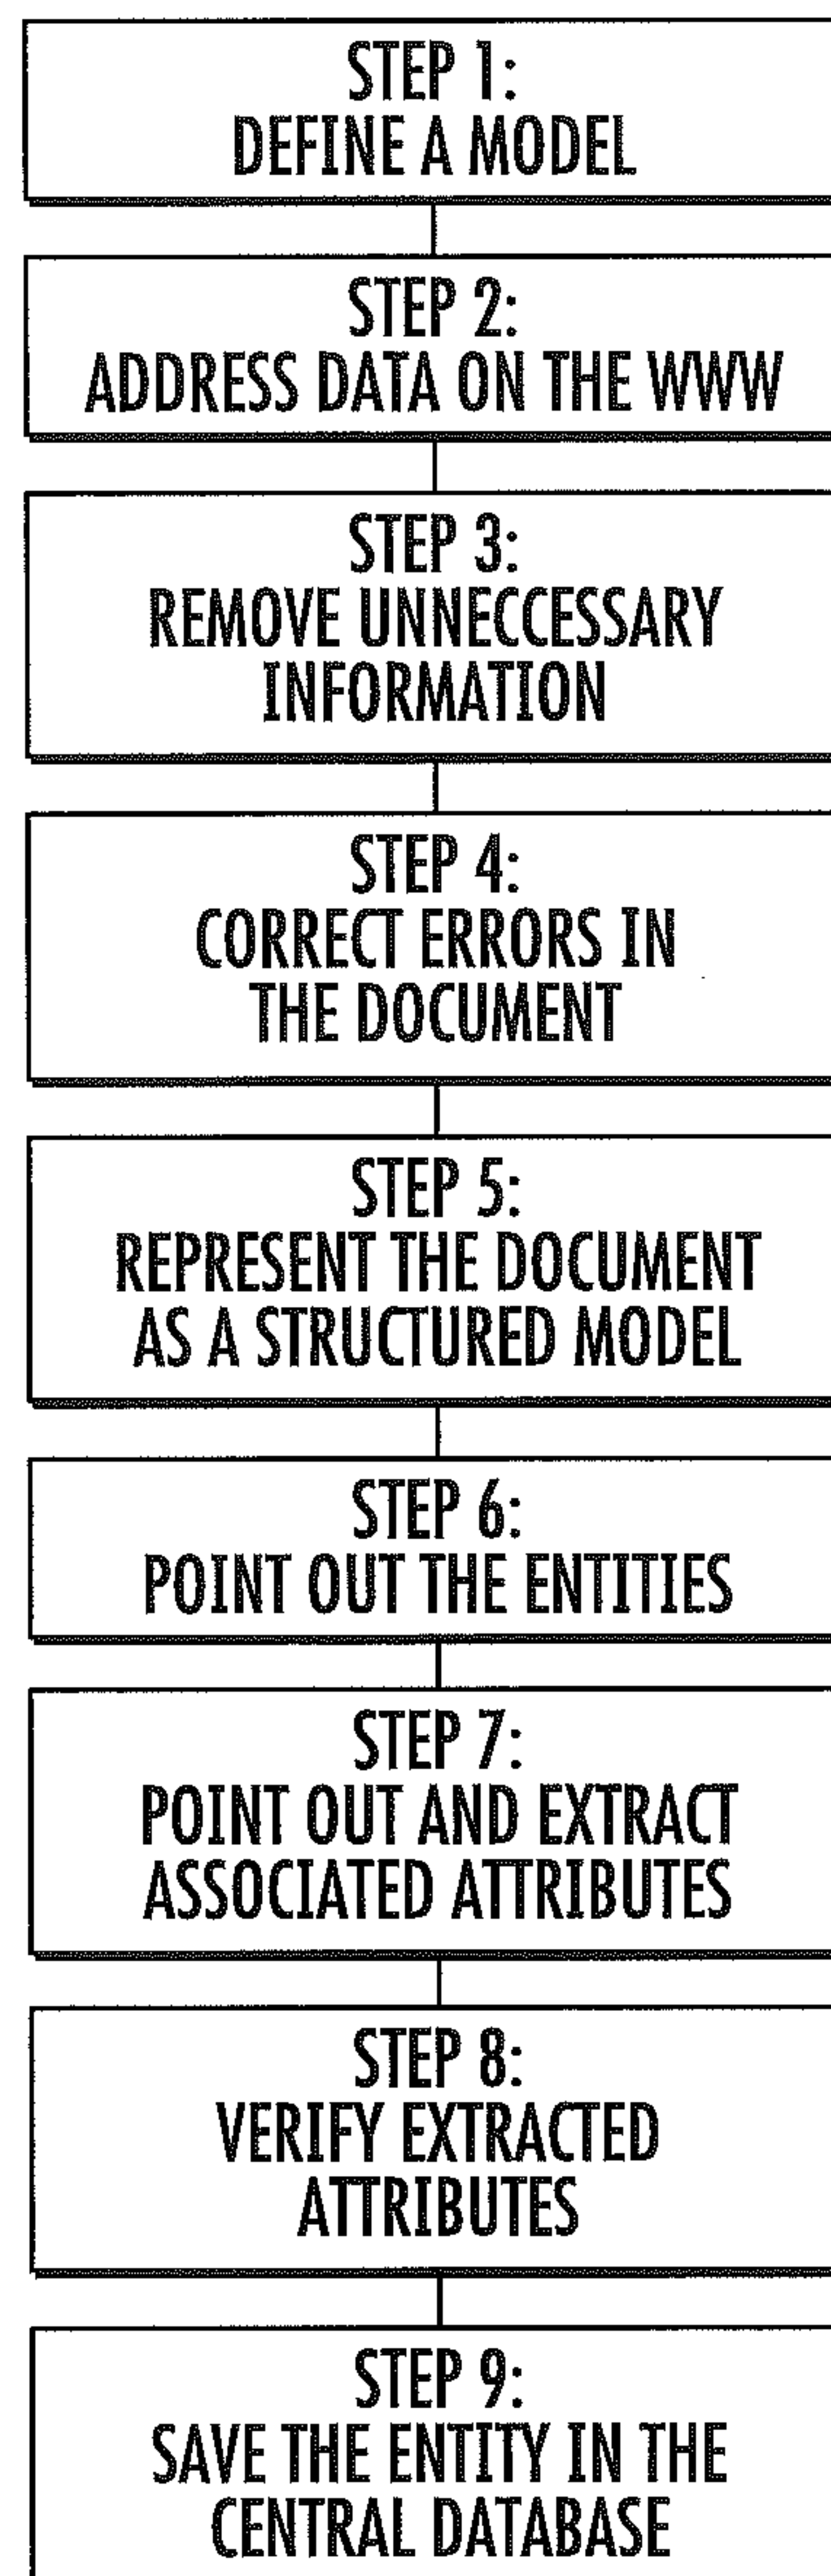 STEP 1:
DEFINE A MODEL
STEP 2:
ADDRESS DATA ON THE WWW
STEP 3:
REMOVE UNNECCESSARY
INFORMATION
STEP 4:
CORRECT ERRORS IN
THE DOCUMENT
STEP 5:
REPRESENT THE DOCUMENT
AS A STRUCTURED MODEL
STEP 6:
POINT OUT THE ENTITIES
STEP 7:
POINT OUT AND EXTRACT
ASSOCIATED ATTRIBUTES
STEP 8:
VERIFY EXTRACTED
ATTRIBUTES
STEP 9:
SAVE THE ENTITY IN THE
CENTRAL DATABASE